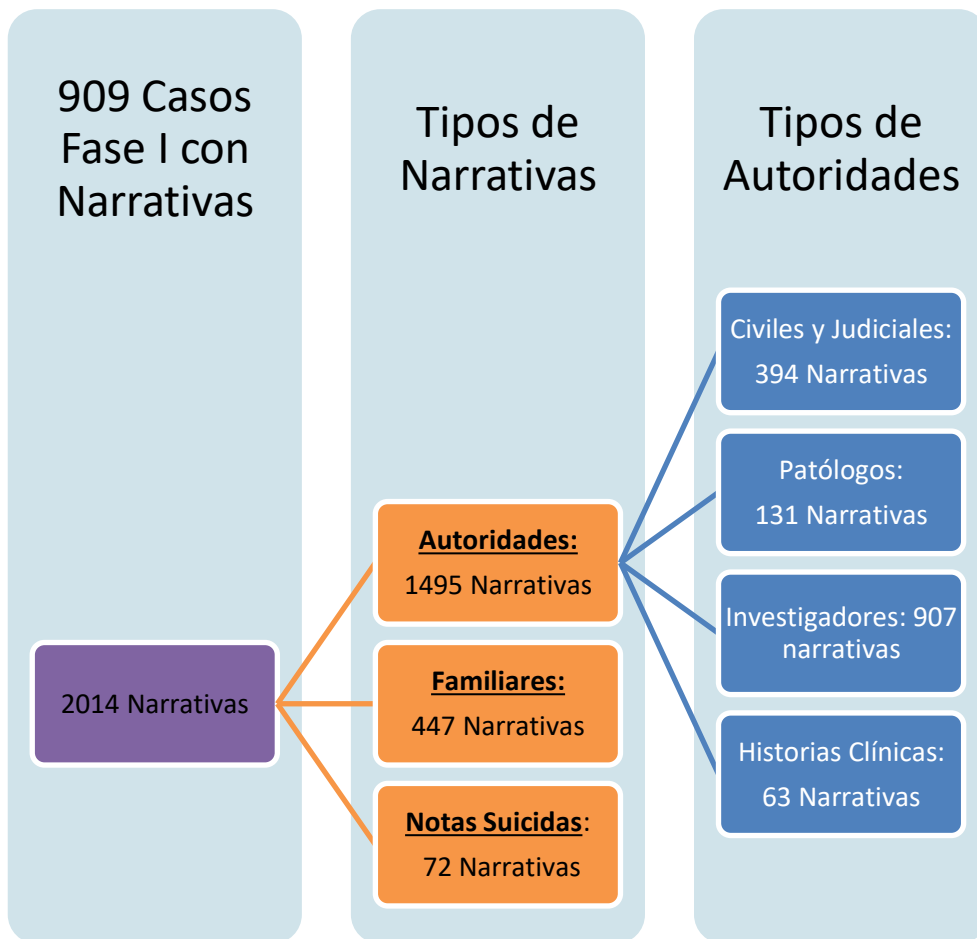 909 Casos
Fase I con
Narrativas
Tipos de
Narrativas
Tipos de
Autoridades
2014 Narrativas
Autoridades:
1495 Narrativas
Familiares:
447 Narrativas
Notas Suicidas:
72 Narrativas
Civiles y Judiciales:
394 Narrativas
Patólogos:
131 Narrativas
Investigadores: 907
narrativas
Historias Clínicas:
63 Narrativas